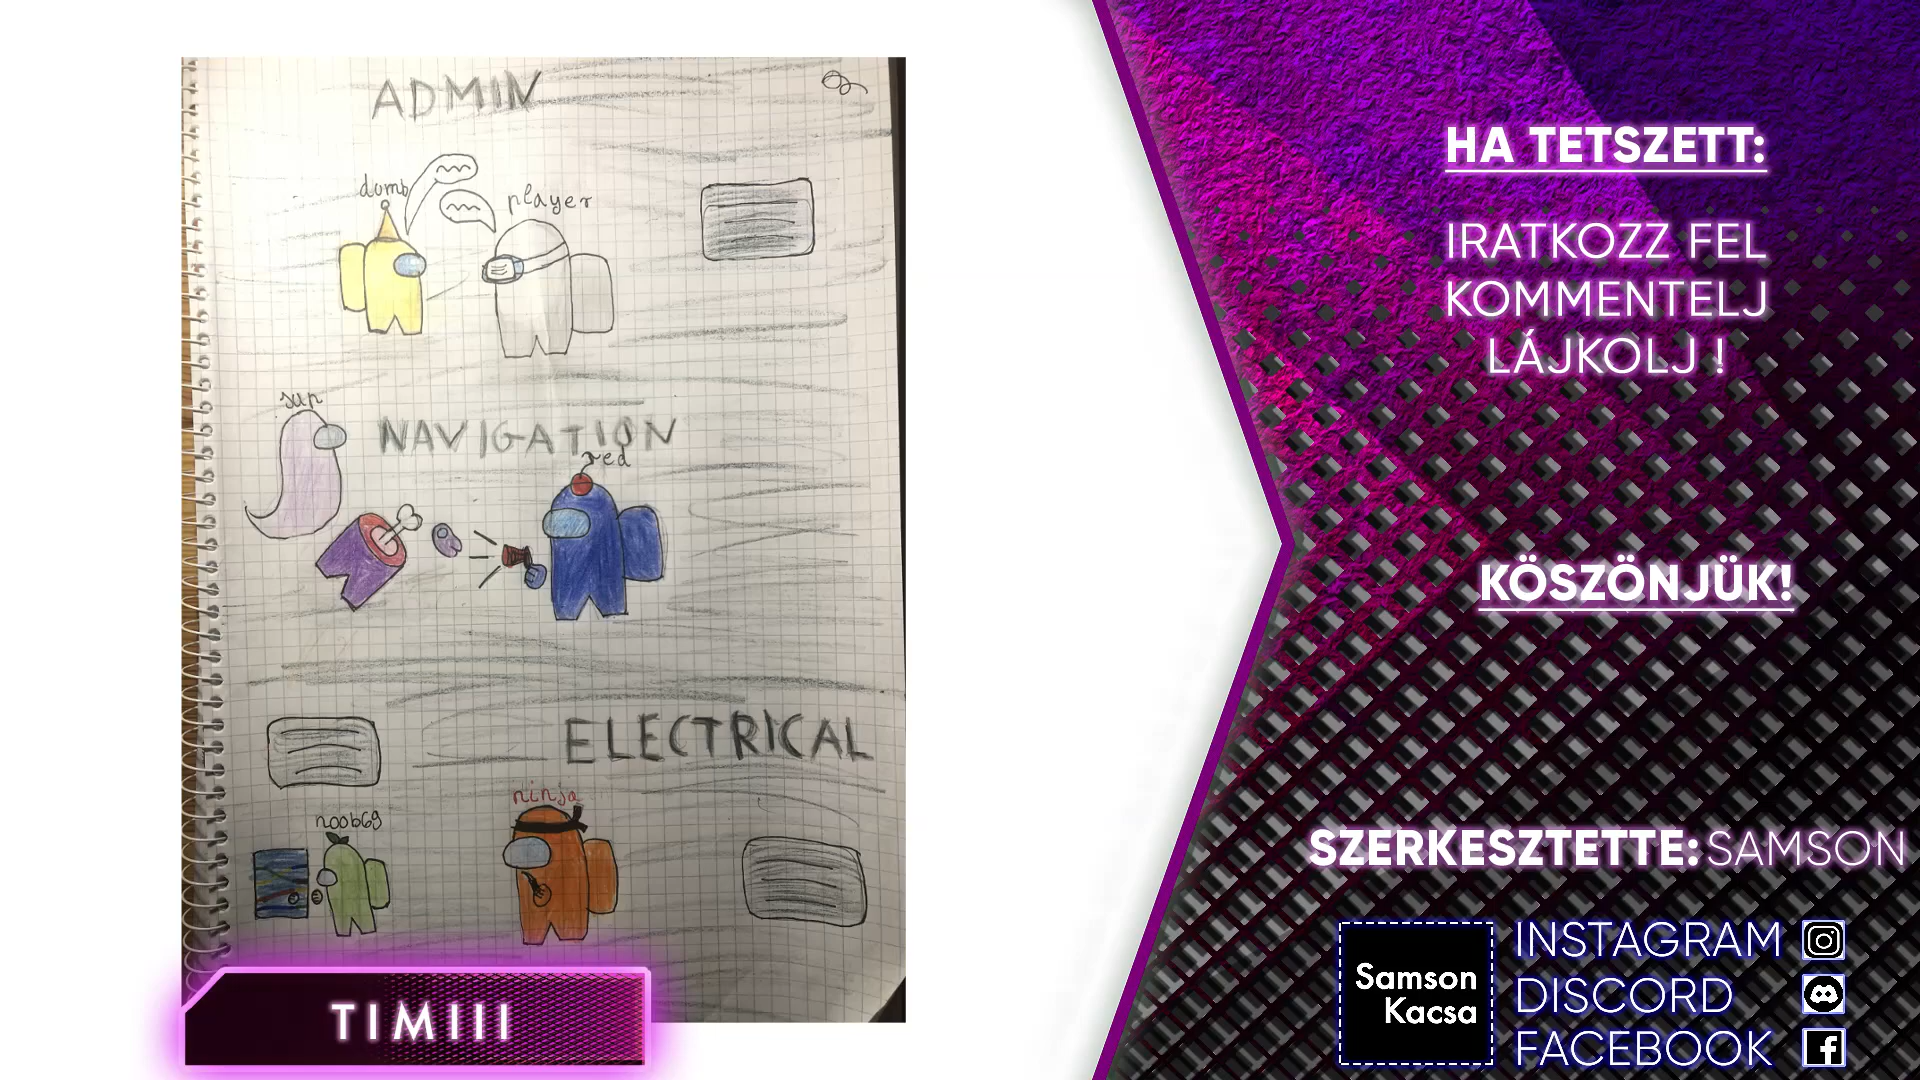 ADMIN
domb
player
sup
NAVIGATION
red
ELECTRICAL
ninja
noob69
TIMIII
HA TETSZETT:
IRATKOZZ FEL
KOMMENTELJ
LÁJKOLJ !
KÖSZÖNJÜK!
SZERKESZTETTE: SAMSON
Samson
Kacsa
INSTAGRAM
DISCORD
FACEBOOK